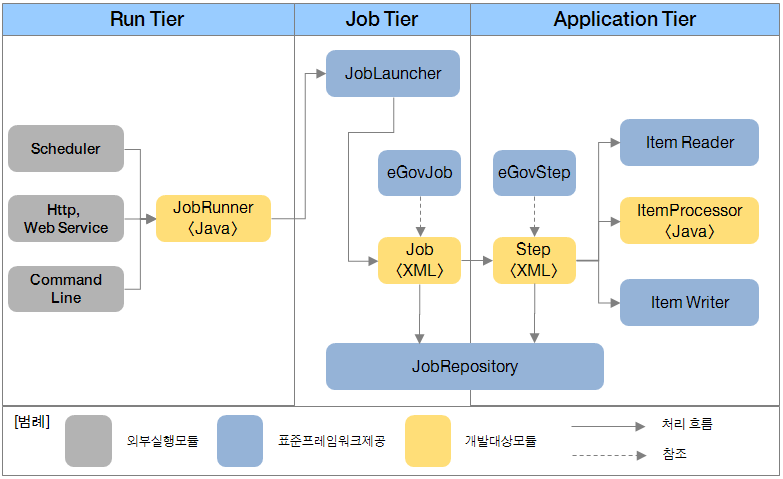 Run Tier
Job Tier
Application Tier
JobLauncher
Scheduler
Item Reader
eGovJob
eGovStep
Http,
Web Service
JobRunner
〈Java〉
ItemProcessor
〈Java〉
Job
〈XML〉
Step
〈XML〉
Command
Line
Item Writer
JobRepository
[범례]
외부실행모듈
표준프레임워크제공
개발대상모듈
처리 흐름
참조